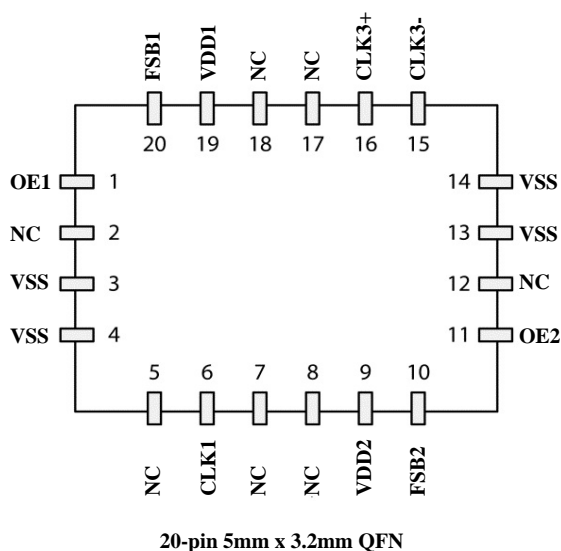 FSB1 VDD1 NC NC CLK3+ CLK3-
20 19 18 17 16 15
OE1 1 14 VSS
NC 2 13 VSS
VSS 3 12 NC
VSS 4 11 OE2
5 6 7 8 9 10
NC CLK1 NC NC VDD2 FSB2
20-pin 5mm x 3.2mm QFN